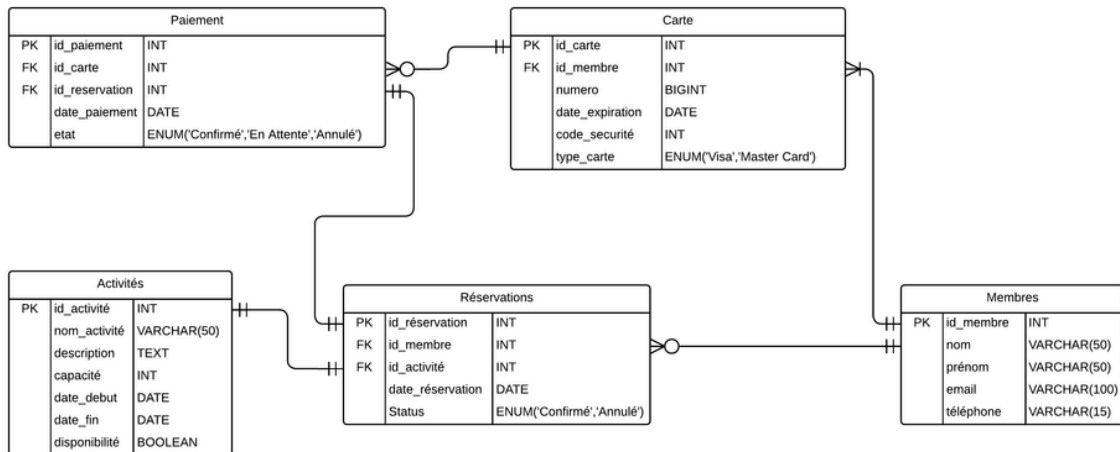 Paiement
PK id_paiement INT
FK id_carte INT
FK id_reservation INT
date_paiement DATE
etat ENUM('Confirmé','En Attente','Annulé')
Carte
PK id_carte INT
FK id_membre INT
numero BIGINT
date_expiration DATE
code_securité INT
type_carte ENUM('Visa','Master Card')
Activités
PK id_activité INT
nom_activité VARCHAR(50)
description TEXT
capacité INT
date_debut DATE
date_fin DATE
disponibilité BOOLEAN
Réservations
PK id_réservation INT
FK id_membre INT
FK id_activité INT
date_réservation DATE
Status ENUM('Confirmé','Annulé')
Membres
PK id_membre INT
nom VARCHAR(50)
prénom VARCHAR(50)
email VARCHAR(100)
téléphone VARCHAR(15)